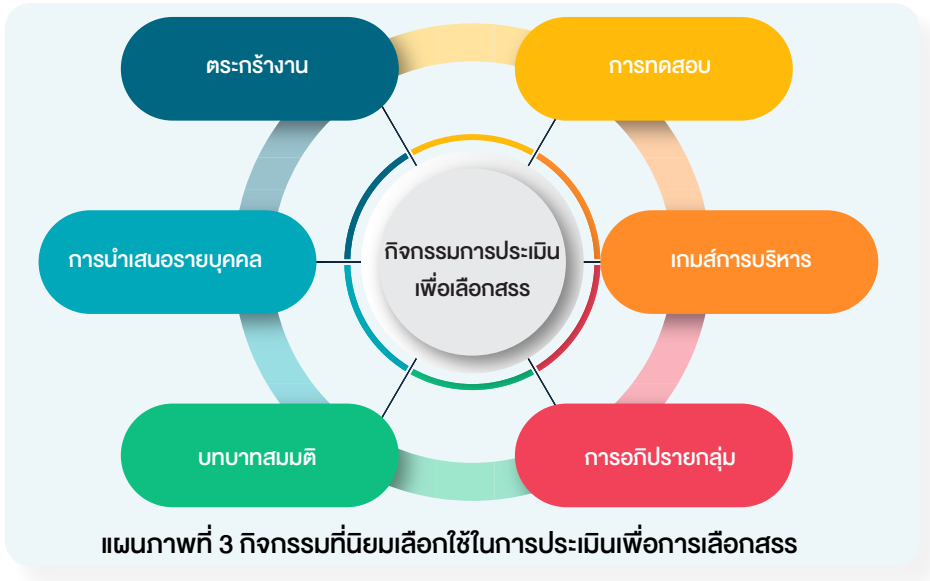 ตระกร้างาน
การทดสอบ
การนำเสนอรายบุคคล
กิจกรรมการประเมิน
เพื่อเลือกสรร
เกมส์การบริหาร
บทบาทสมมติ
การอภิปรายกลุ่ม
แผนภาพที่ 3 กิจกรรมที่นิยมเลือกใช้ในการประเมินเพื่อการเลือกสรร